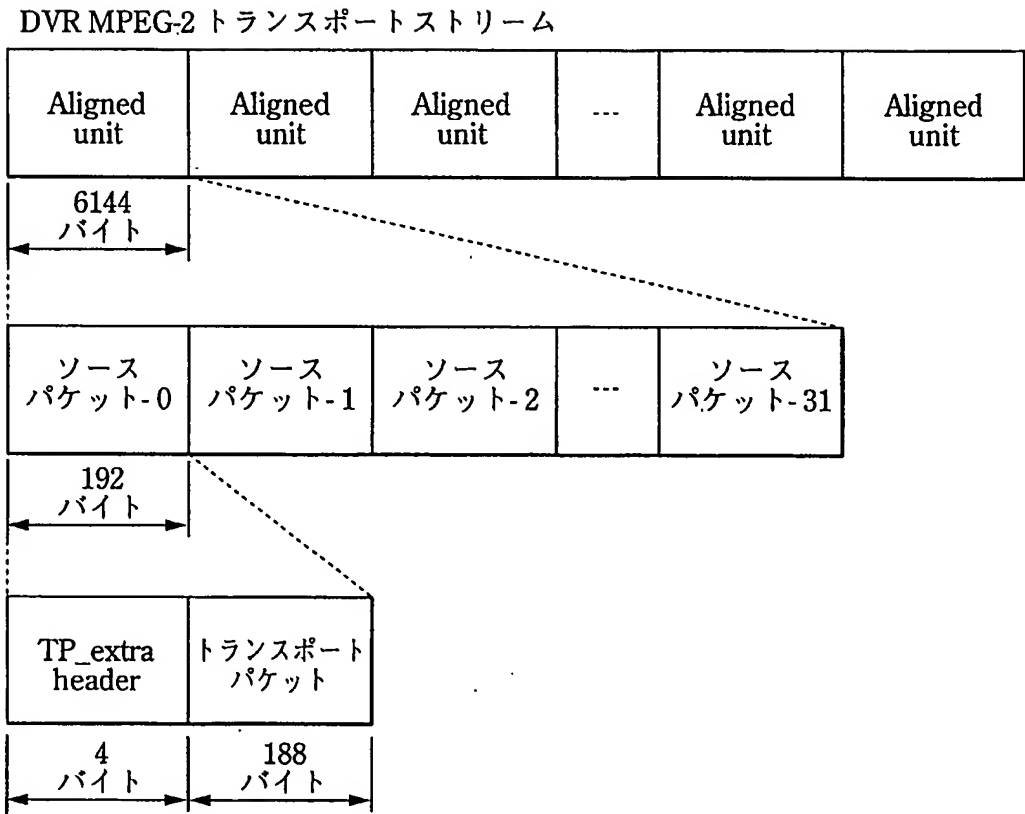 DVR MPEG-2 トランスポートストリーム
Aligned
unit
Aligned
unit
Aligned
unit
---
Aligned
unit
Aligned
unit
6144
バイト
ソース
パケット-0
ソース
パケット-1
ソース
パケット-2
---
ソース
パケット-31
192
バイト
TP_extra
header
トランスポート
パケット
4
バイト
188
バイト